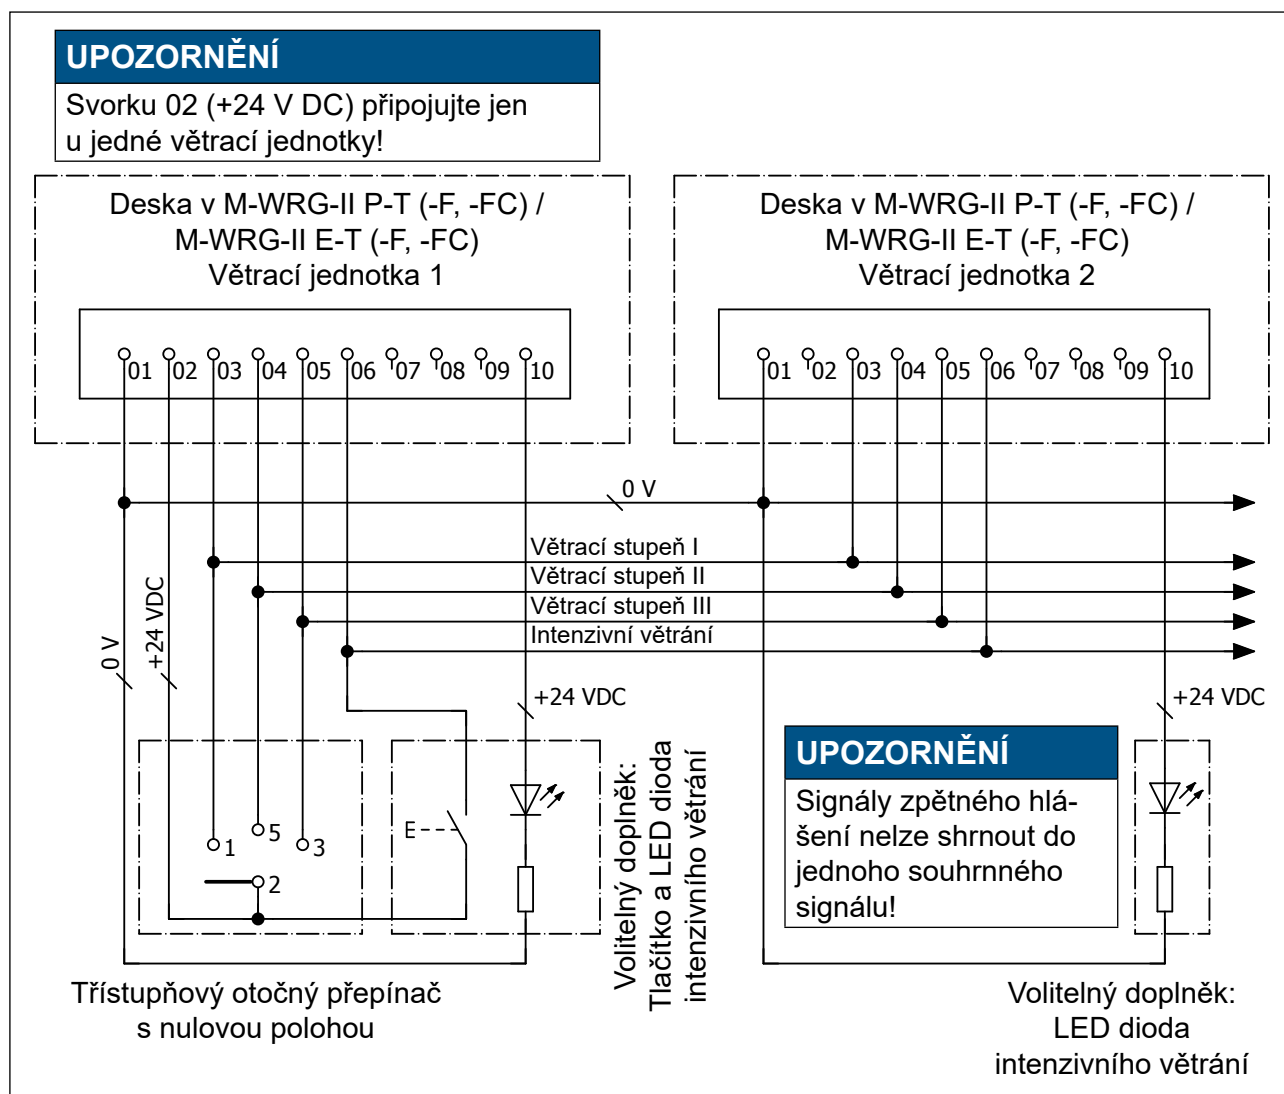 UPOZORNĚNÍ
Svorku 02 (+24 V DC) připojujte jen
u jedné větrací jednotky!
Deska v M-WRG-II P-T (-F, -FC) /
M-WRG-II E-T (-F, -FC)
Větrací jednotka 1
01 02 03 04 05 06 07 08 09 10
Deska v M-WRG-II P-T (-F, -FC) /
M-WRG-II E-T (-F, -FC)
Větrací jednotka 2
01 02 03 04 05 06 07 08 09 10
0 V
Větrací stupeň I
Větrací stupeň II
Větrací stupeň III
Intenzivní větrání
0 V
+24 VDC
+24 VDC
+24 VDC
1
5
3
2
E
Volitelný doplněk:
Tlačítko a LED dioda
intenzivního větrání
UPOZORNĚNÍ
Signály zpětného hlá-
šení nelze shrnout do
jednoho souhrnného
signálu!
Třístupňový otočný přepínač
s nulovou polohou
Volitelný doplněk:
LED dioda
intenzivního větrání